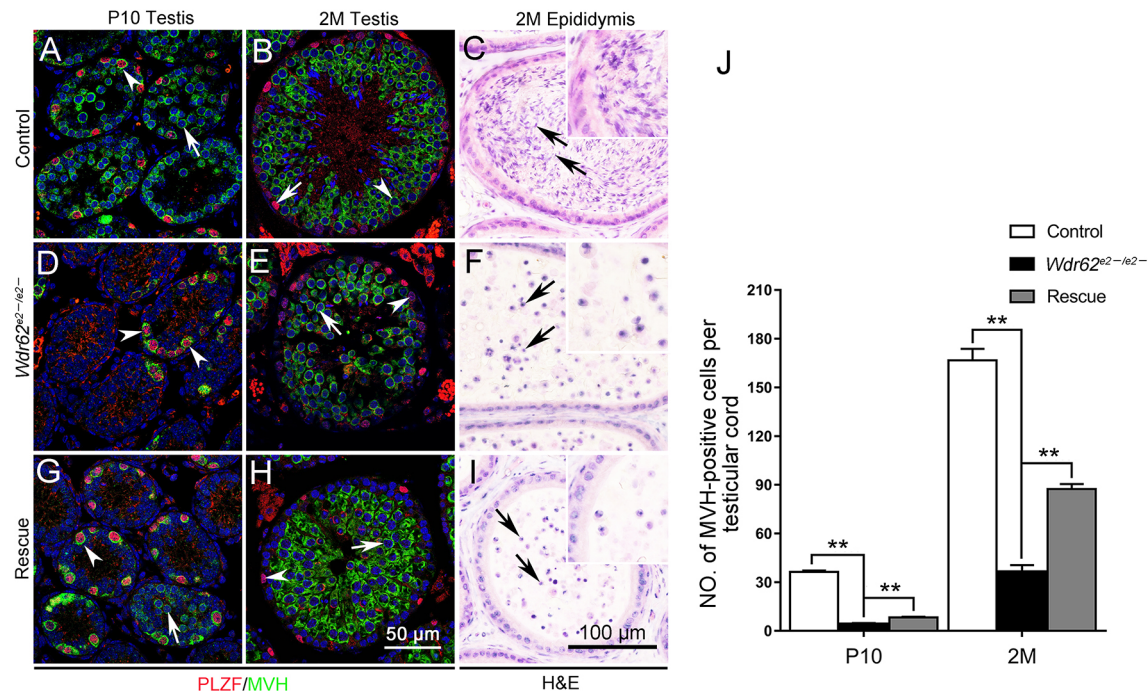 P10 Testis 2M Testis 2M Epididymis
A B C
Control
D E F
Wdr62e2−/e2−
G H I
Rescue
50 µm 100 µm
PLZF/MVH H&E
J
Control
Wdr62e2−/e2−
Rescue
NO. of MVH-positive cells per
testicular cord
210
180
150
120
90
60
30
0
** ** ** **
P10 2M